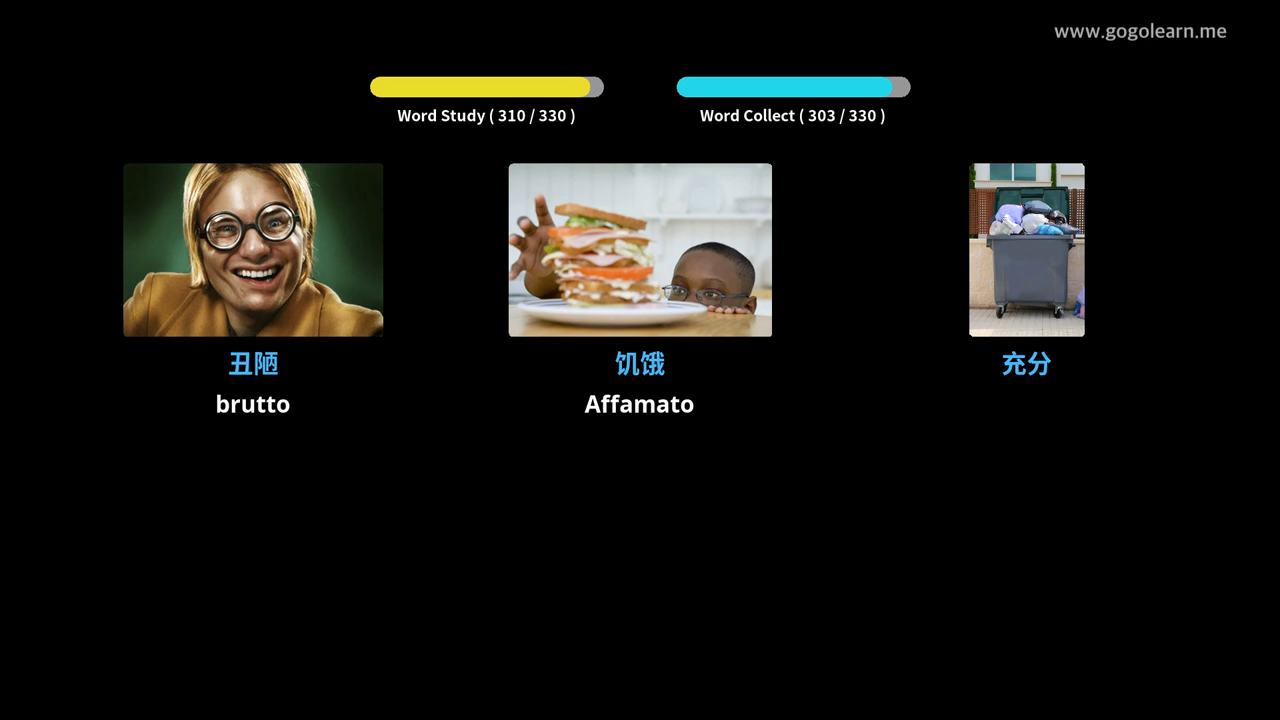 www.gogolearn.me
Word Study ( 310 / 330 )
Word Collect ( 303 / 330 )
丑陋
brutto
饥饿
Affamato
充分